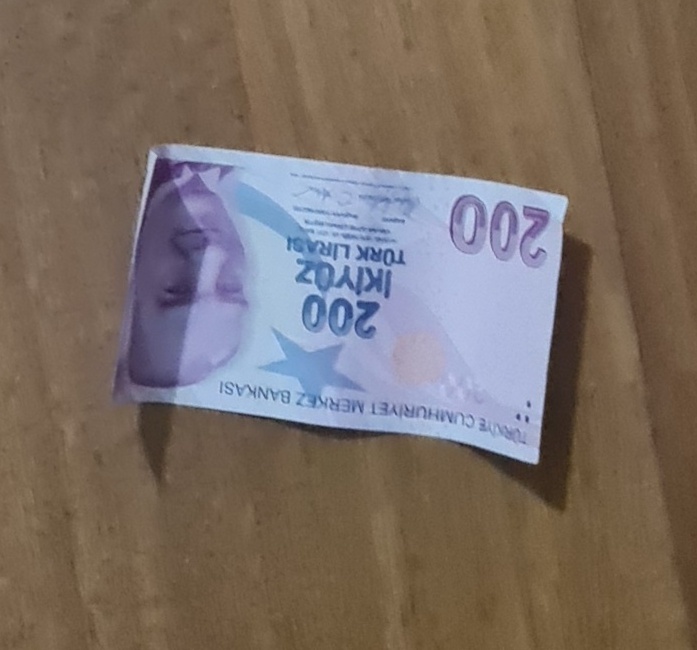 TÜRKİYE CUMHURİYET MERKEZ BANKASI
200
İKİYÜZ
TÜRK LİRASI
200